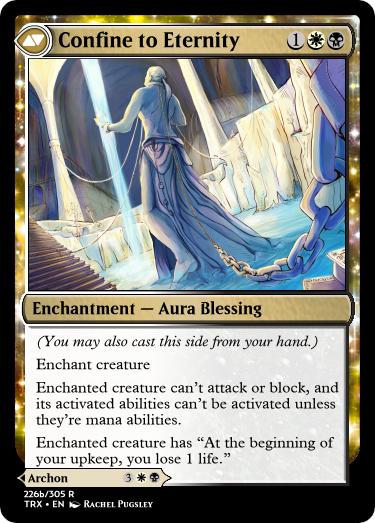 Confine to Eternity 1
Enchantment — Aura Blessing
(You may also cast this side from your hand.)
Enchant creature
Enchanted creature can't attack or block, and
its activated abilities can't be activated unless
they're mana abilities.
Enchanted creature has “At the beginning of
your upkeep, you lose 1 life.”
Archon 3
226b/305 R
TRX • EN Rachel Pugsley